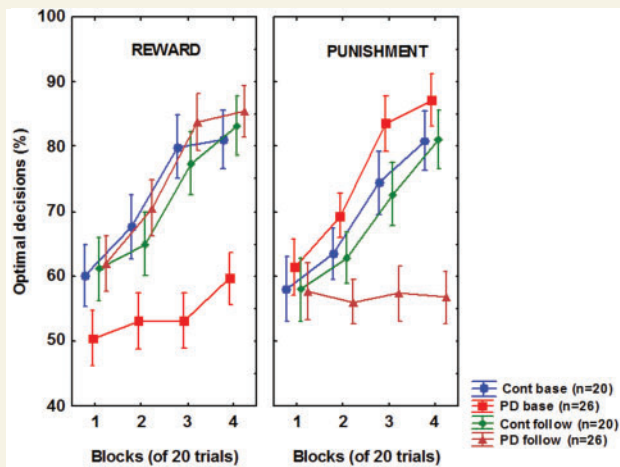 REWARD
PUNISHMENT
Optimal decisions (%)
100
90
80
70
60
50
40
1 2 3 4
1 2 3 4
Blocks (of 20 trials)
Blocks (of 20 trials)
Cont base (n=20)
PD base (n=26)
Cont follow (n=20)
PD follow (n=26)